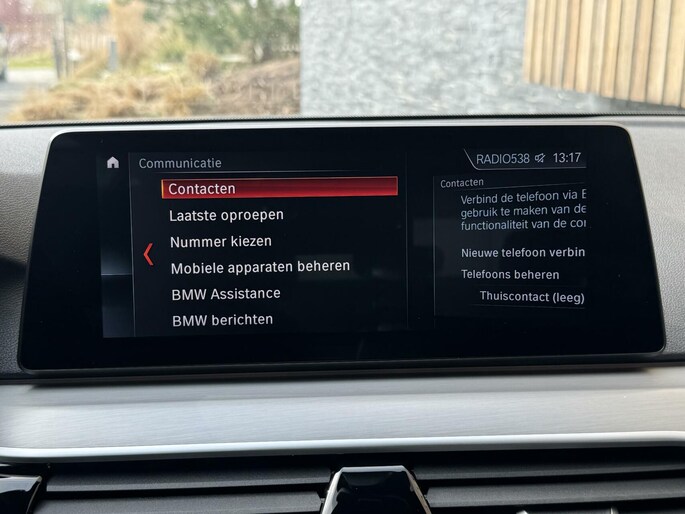 Communicatie
RADIO538 13:17
Contacten
Laatste oproepen
Nummer kiezen
Mobiele apparaten beheren
BMW Assistance
BMW berichten
Contacten
Verbind de telefoon via
gebruik te maken van de
functionaliteit van de
Nieuwe telefoon verbin
Telefoons beheren
Thuiscontact (leeg)